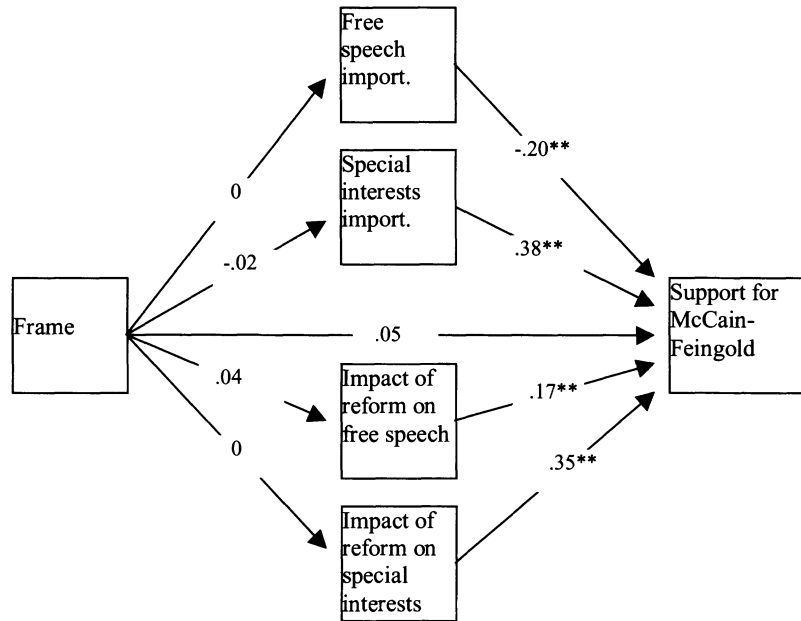 Free
speech
import.
-.20**
0
Special
interests
import.
-.02
.38**
Frame
.05
Support for
McCain-
Feingold
.04
Impact of
reform on
free speech
.17**
0
.35**
Impact of
reform on
special
interests